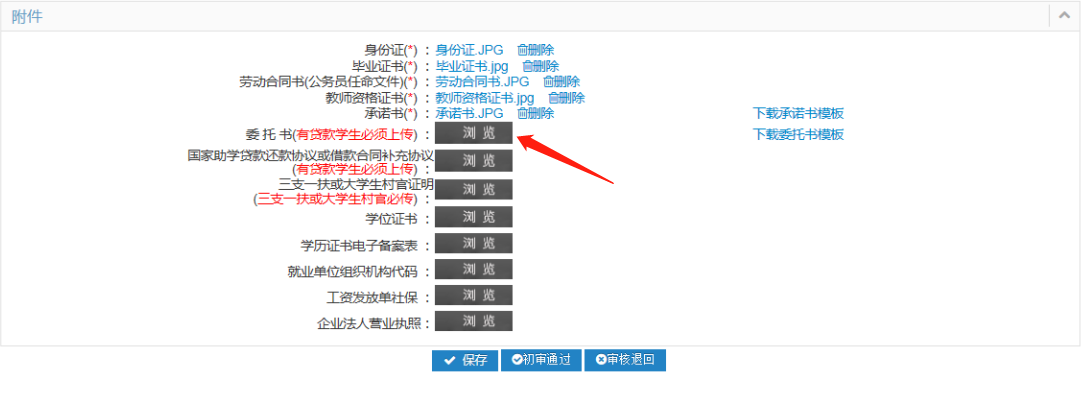 附件
身份证(*) ： 身份证.JPG 删除
毕业证书(*) ： 毕业证书.jpg 删除
劳动合同书(公务员任命文件)(*) ： 劳动合同书.JPG 删除
教师资格证书(*) ： 教师资格证书.jpg 删除
承诺书(*) ： 承诺书.JPG 删除 下载承诺书模板
委 托 书(有贷款学生必须上传) ： 浏 览 下载委托书模板
国家助学贷款还款协议或借款合同补充协议
(有贷款学生必须上传) ： 浏 览
三支一扶或大学生村官证明
(三支一扶或大学生村官必传) ： 浏 览
学位证书 ： 浏 览
学历证书电子备案表 ： 浏 览
就业单位组织机构代码 ： 浏 览
工资发放单社保 ： 浏 览
企业法人营业执照 ： 浏 览
保存 初审通过 审核退回